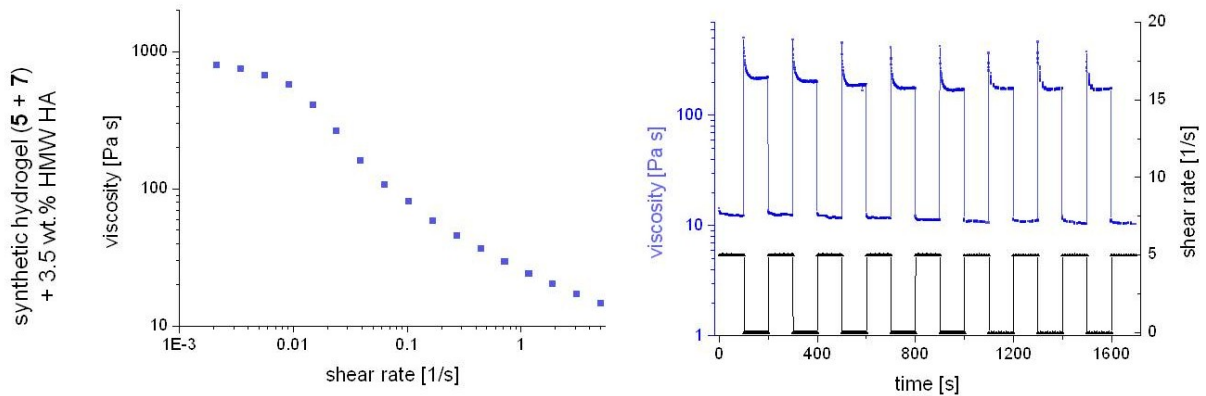 synthetic hydrogel (5 + 7)
+ 3.5 wt.% HMW HA
viscosity [Pa s]
1000
100
10
1E-3
0.01
0.1
1
shear rate [1/s]
viscosity [Pa s]
100
10
1
0
400
800
1200
1600
time [s]
20
15
10
5
0
shear rate [1/s]